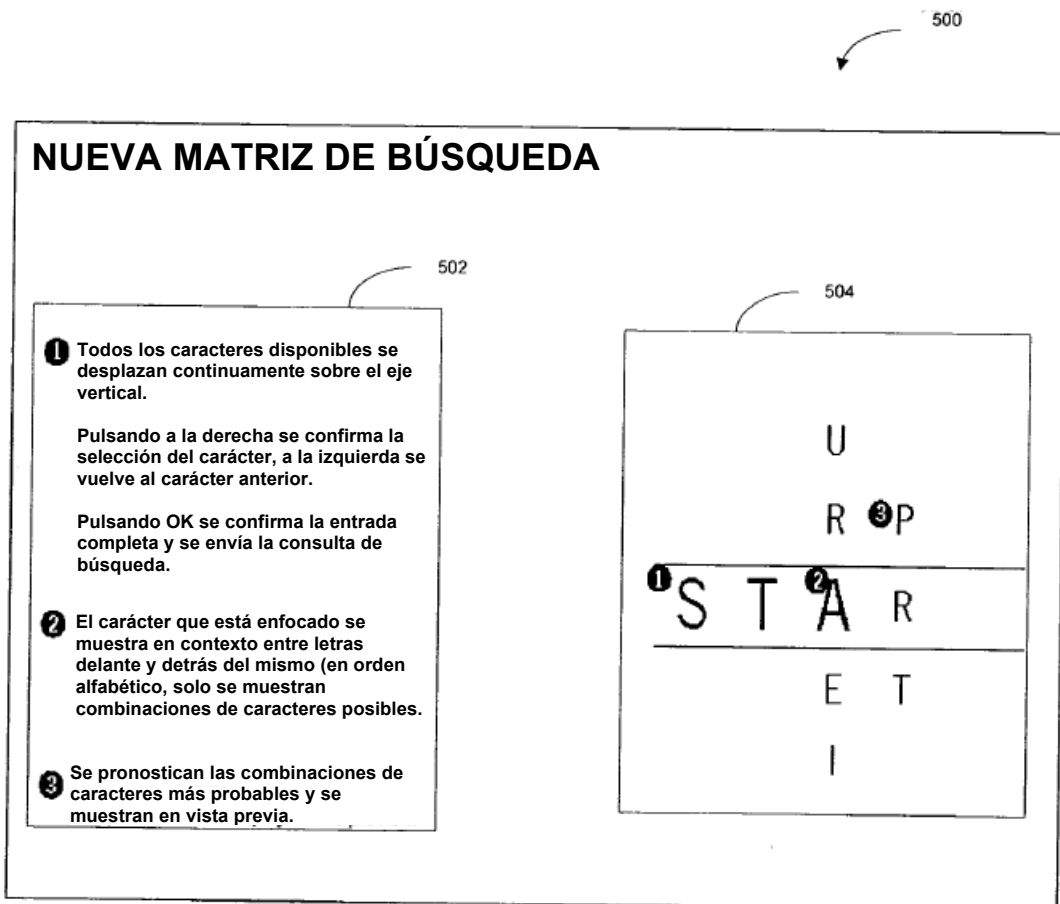 500
NUEVA MATRIZ DE BÚSQUEDA
502
504
1 Todos los caracteres disponibles se
desplazan continuamente sobre el eje
vertical.
Pulsando a la derecha se confirma la
selección del carácter, a la izquierda se
vuelve al carácter anterior.
Pulsando OK se confirma la entrada
completa y se envía la consulta de
búsqueda.
2 El carácter que está enfocado se
muestra en contexto entre letras
delante y detrás del mismo (en orden
alfabético, solo se muestran
combinaciones de caracteres posibles.
3 Se pronostican las combinaciones de
caracteres más probables y se
muestran en vista previa.
U
R 3 P
1 S T 2 A R
E T
I